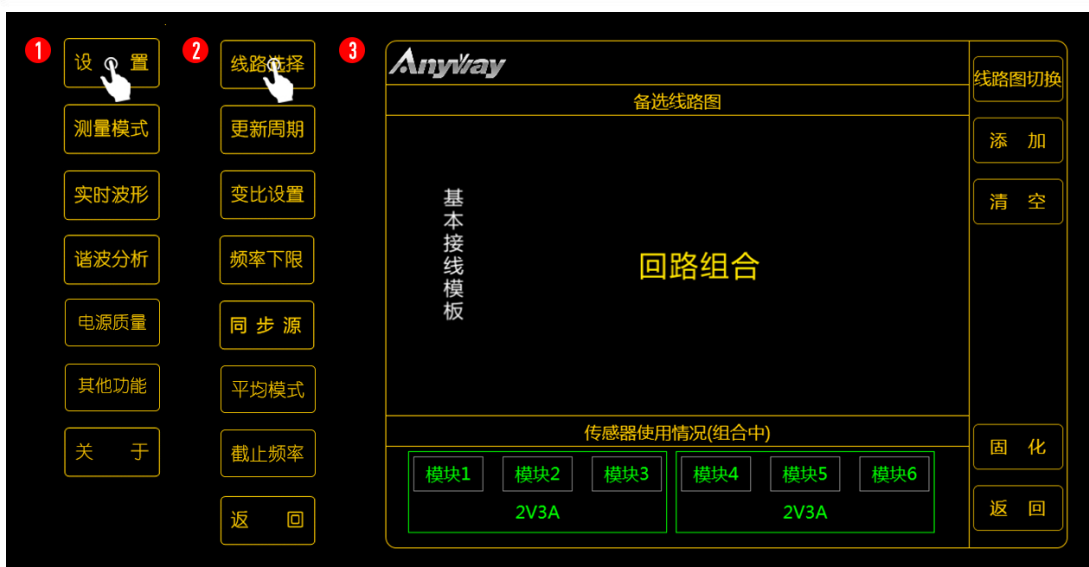 1
设 置
测量模式
实时波形
谐波分析
电源质量
其他功能
关 于
2
线路选择
更新周期
变比设置
频率下限
同 步 源
平均模式
截止频率
返 回
3
AnyWay
备选线路图
基本接线模板
回路组合
传感器使用情况(组合中)
模块1 模块2 模块3 模块4 模块5 模块6
2V3A 2V3A
线路图切换
添 加
清 空
固 化
返 回